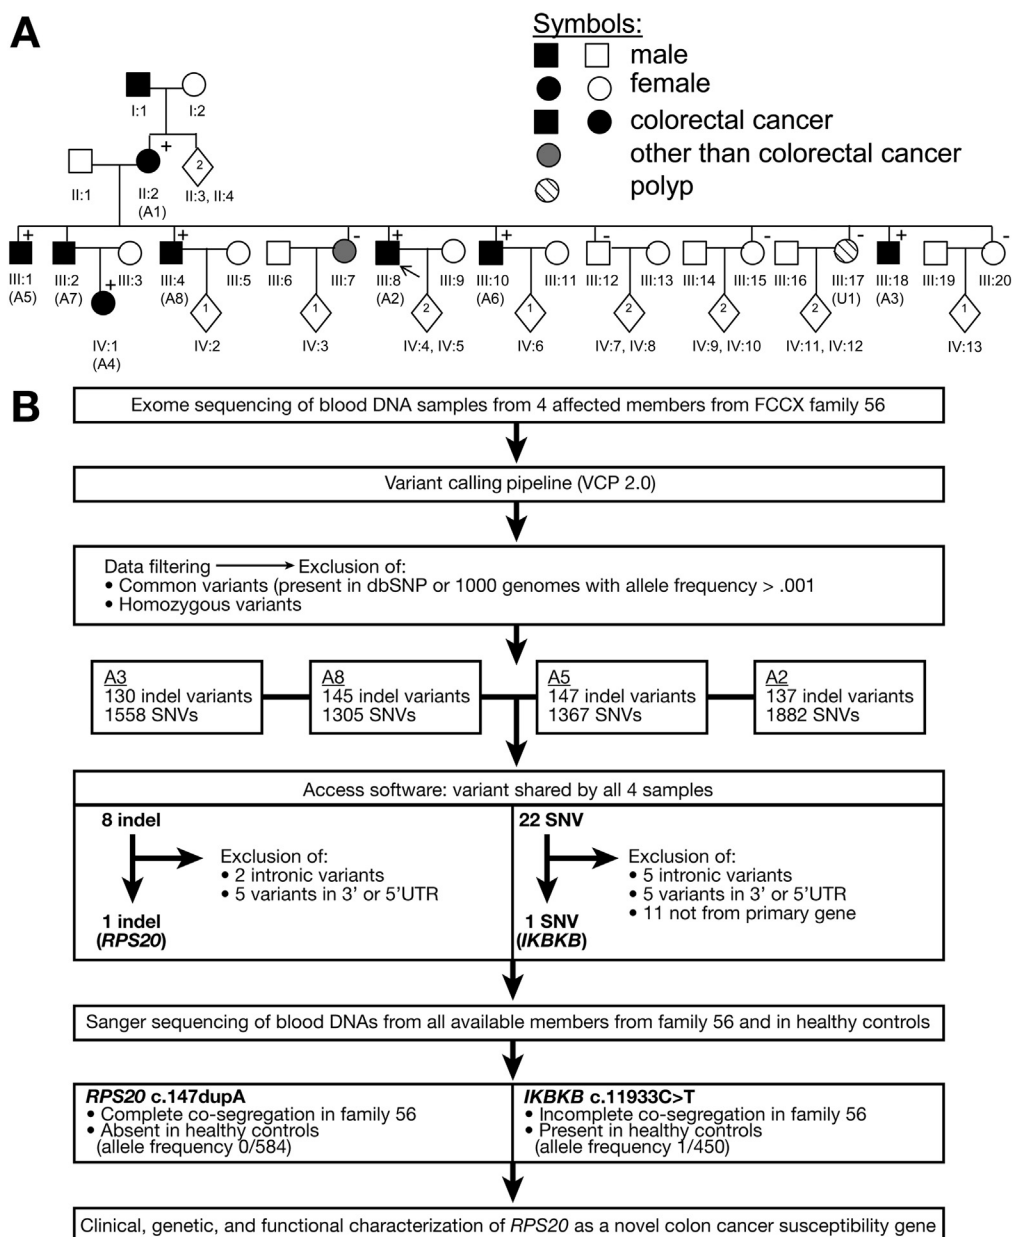 A
Symbols:
male
female
colorectal cancer
other than colorectal cancer
polyp
I:1 I:2
+
2
II:1 II:2 II:3, II:4
(A1)
+ + - + + - - - + -
III:1 III:2 III:3 III:4 III:5 III:6 III:7 III:8 III:9 III:10 III:11 III:12 III:13 III:14 III:15 III:16 III:17 III:18 III:19 III:20
(A5) (A7) (A8) (A2) (A6) (U1) (A3)
+ 1 1 2 1 2 2 2 1
IV:1 IV:2 IV:3 IV:4, IV:5 IV:6 IV:7, IV:8 IV:9, IV:10 IV:11, IV:12 IV:13
(A4)
B
Exome sequencing of blood DNA samples from 4 affected members from FCCX family 56
Variant calling pipeline (VCP 2.0)
Data filtering Exclusion of:
• Common variants (present in dbSNP or 1000 genomes with allele frequency > .001
• Homozygous variants
A3
130 indel variants
1558 SNVs
A8
145 indel variants
1305 SNVs
A5
147 indel variants
1367 SNVs
A2
137 indel variants
1882 SNVs
Access software: variant shared by all 4 samples
8 indel
Exclusion of:
• 2 intronic variants
• 5 variants in 3’ or 5’UTR
1 indel
(RPS20)
22 SNV
Exclusion of:
• 5 intronic variants
• 5 variants in 3’ or 5’UTR
• 11 not from primary gene
1 SNV
(IKBKB)
Sanger sequencing of blood DNAs from all available members from family 56 and in healthy controls
RPS20 c.147dupA
• Complete co-segregation in family 56
• Absent in healthy controls
(allele frequency 0/584)
IKBKB c.11933C>T
• Incomplete co-segregation in family 56
• Present in healthy controls
(allele frequency 1/450)
Clinical, genetic, and functional characterization of RPS20 as a novel colon cancer susceptibility gene